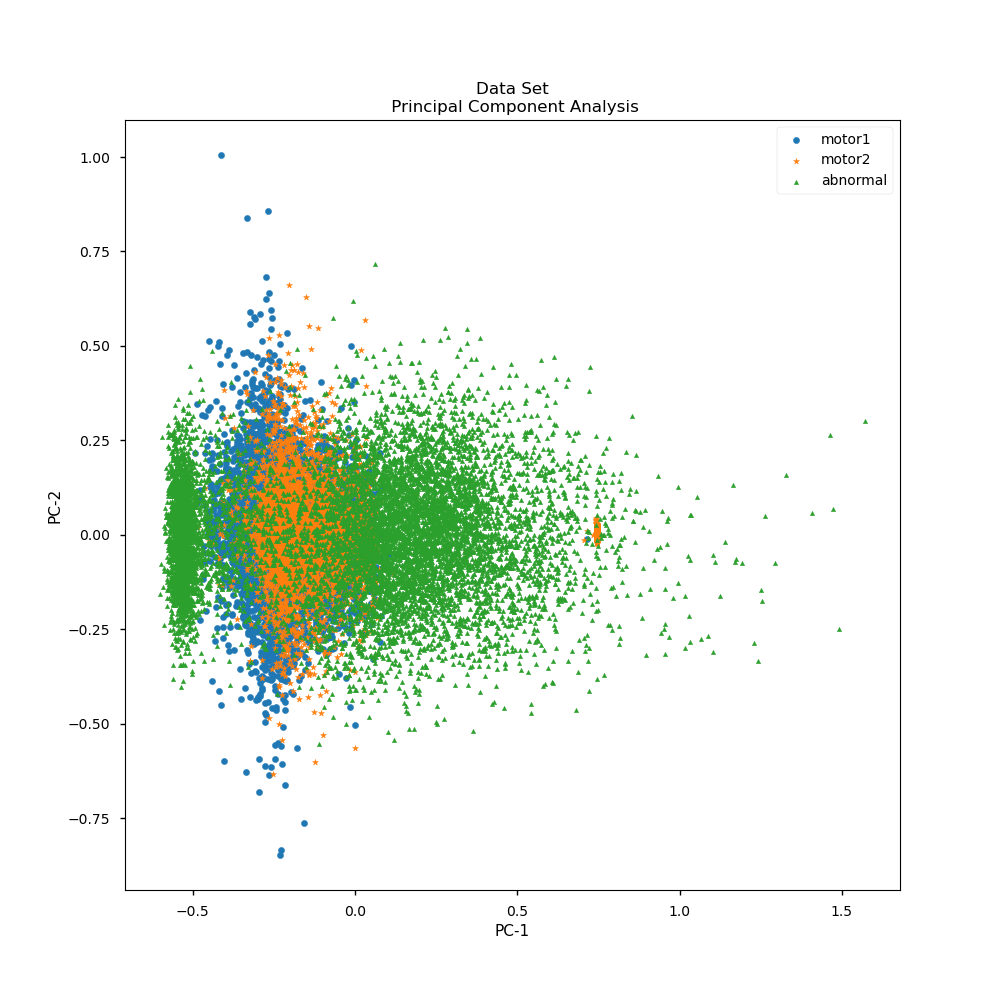 Data Set
Principal Component Analysis
motor1
motor2
abnormal
1.00
0.75
0.50
0.25
0.00
−0.25
−0.50
−0.75
PC-2
−0.5
0.0
0.5
1.0
1.5
PC-1